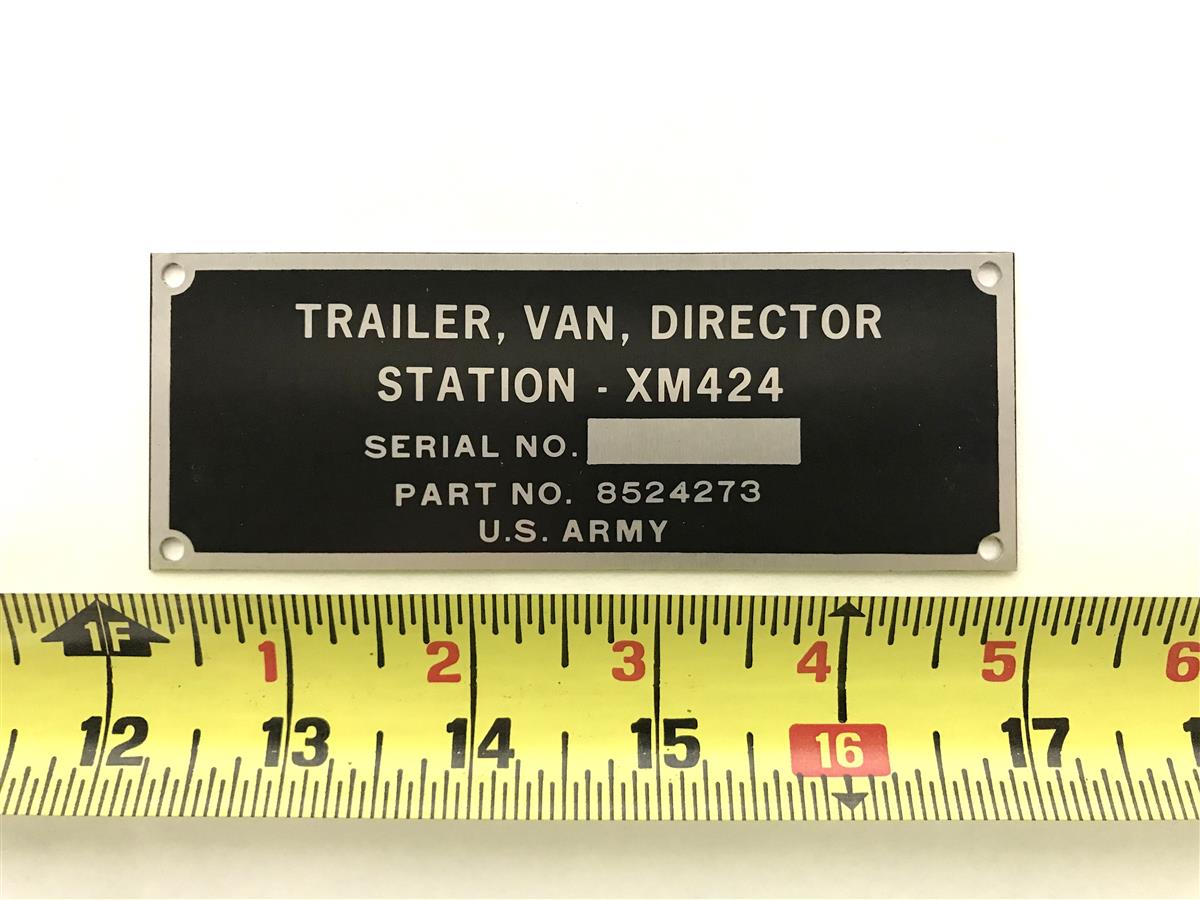 TRAILER, VAN, DIRECTOR
STATION - XM424
SERIAL NO.
PART NO. 8524273
U.S. ARMY
1F 1 2 3 4 5 6
12 13 14 15 16 17